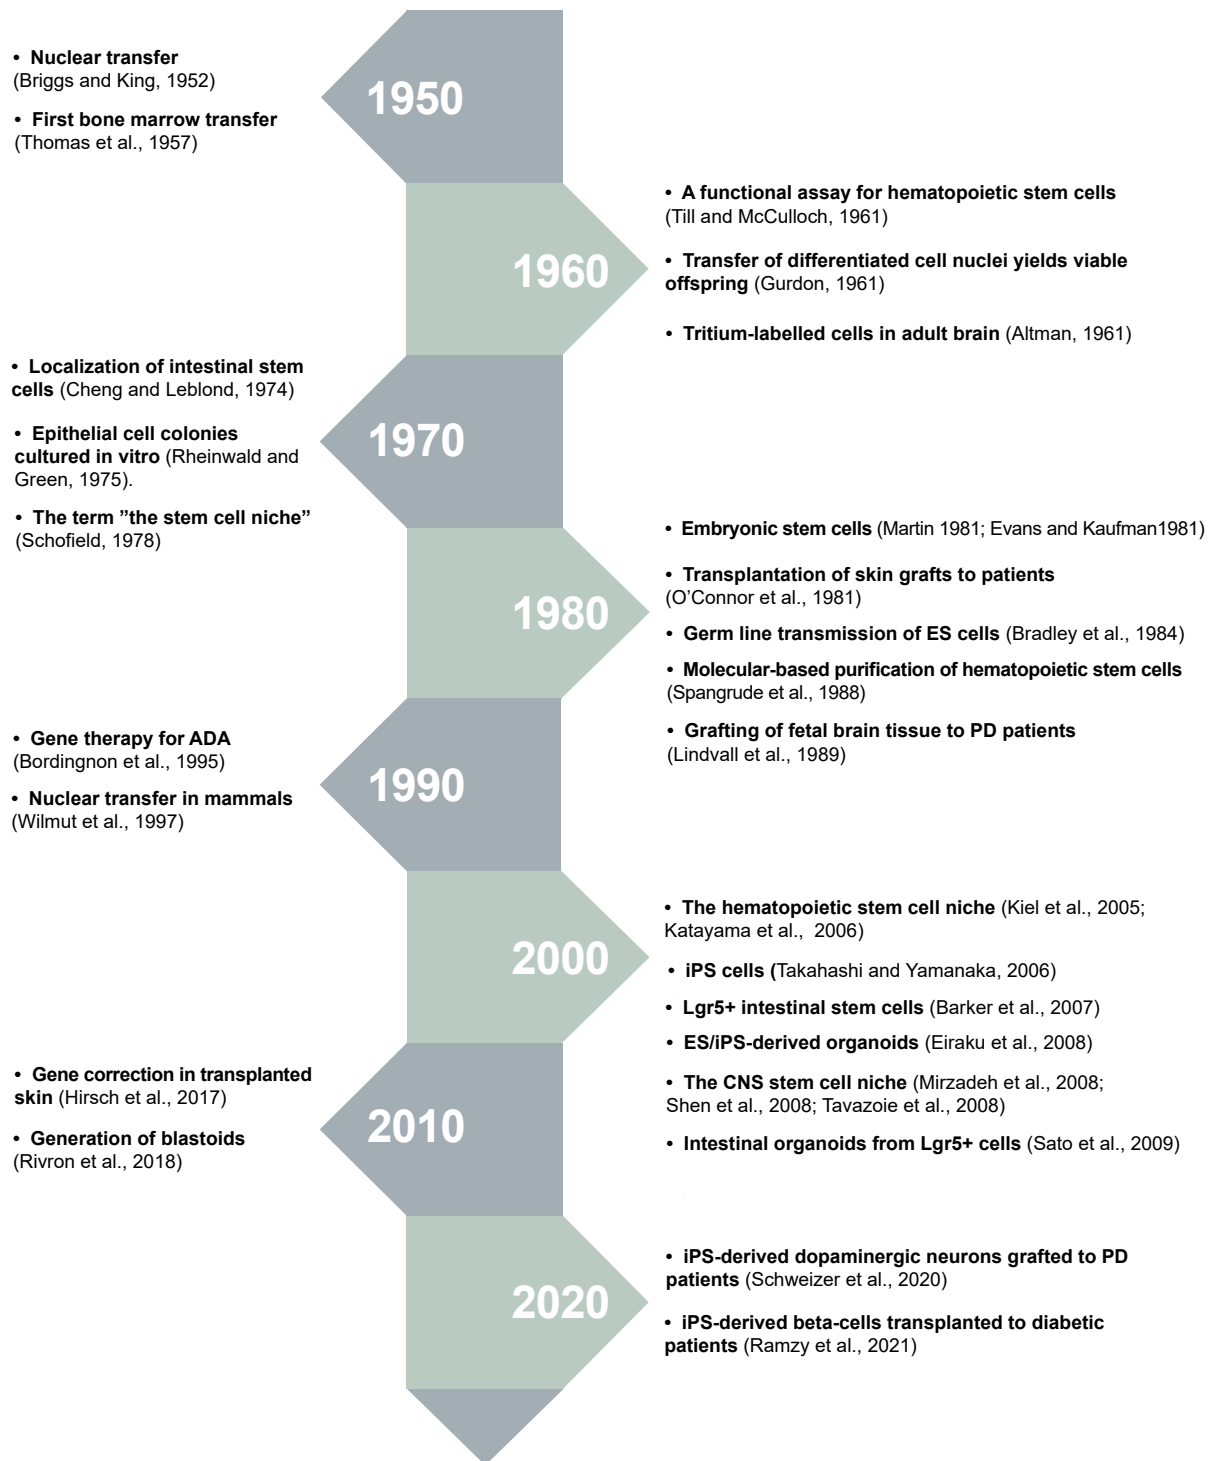 • Nuclear transfer
(Briggs and King, 1952)
• First bone marrow transfer
(Thomas et al., 1957)
1950
• A functional assay for hematopoietic stem cells
(Till and McCulloch, 1961)
• Transfer of differentiated cell nuclei yields viable
offspring (Gurdon, 1961)
• Tritium-labelled cells in adult brain (Altman, 1961)
1960
• Localization of intestinal stem
cells (Cheng and Leblond, 1974)
• Epithelial cell colonies
cultured in vitro (Rheinwald and
Green, 1975).
• The term ”the stem cell niche”
(Schofield, 1978)
1970
• Embryonic stem cells (Martin 1981; Evans and Kaufman1981)
• Transplantation of skin grafts to patients
(O’Connor et al., 1981)
• Germ line transmission of ES cells (Bradley et al., 1984)
• Molecular-based purification of hematopoietic stem cells
(Spangrude et al., 1988)
• Grafting of fetal brain tissue to PD patients
(Lindvall et al., 1989)
1980
• Gene therapy for ADA
(Bordingnon et al., 1995)
• Nuclear transfer in mammals
(Wilmut et al., 1997)
1990
• The hematopoietic stem cell niche (Kiel et al., 2005;
Katayama et al., 2006)
• iPS cells (Takahashi and Yamanaka, 2006)
• Lgr5+ intestinal stem cells (Barker et al., 2007)
• ES/iPS-derived organoids (Eiraku et al., 2008)
• The CNS stem cell niche (Mirzadeh et al., 2008;
Shen et al., 2008; Tavazoie et al., 2008)
• Intestinal organoids from Lgr5+ cells (Sato et al., 2009)
2000
• Gene correction in transplanted
skin (Hirsch et al., 2017)
• Generation of blastoids
(Rivron et al., 2018)
2010
• iPS-derived dopaminergic neurons grafted to PD
patients (Schweizer et al., 2020)
• iPS-derived beta-cells transplanted to diabetic
patients (Ramzy et al., 2021)
2020